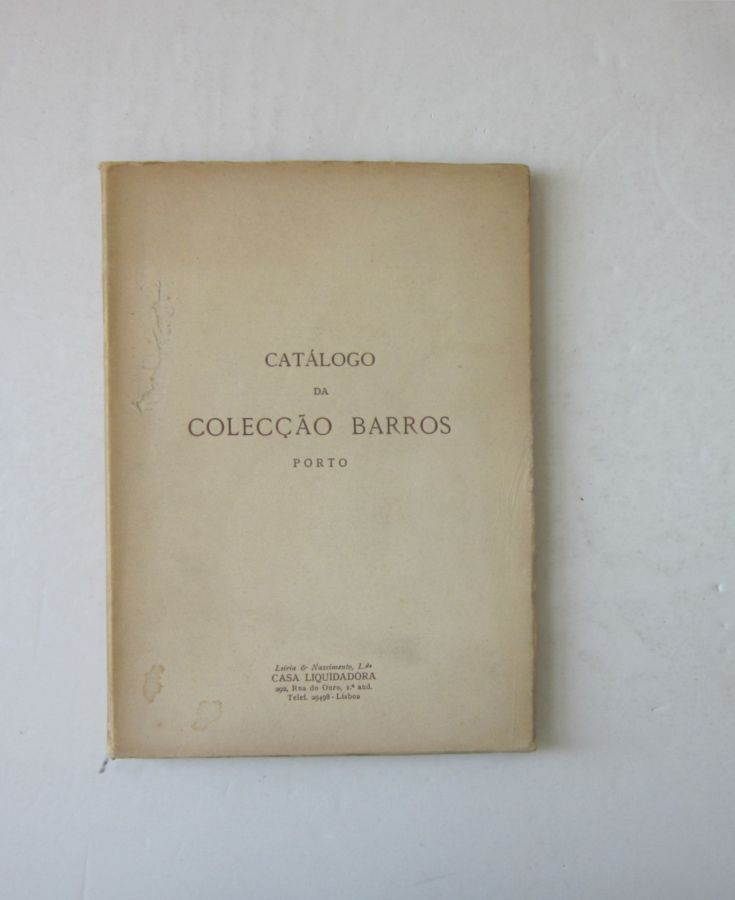 CATÁLOGO
DA
COLECÇÃO BARROS
PORTO
Leiria & Nascimento, L.da
CASA LIQUIDADORA
292, Rua do Ouro, 1.º and.
Telef. 29498 - Lisboa